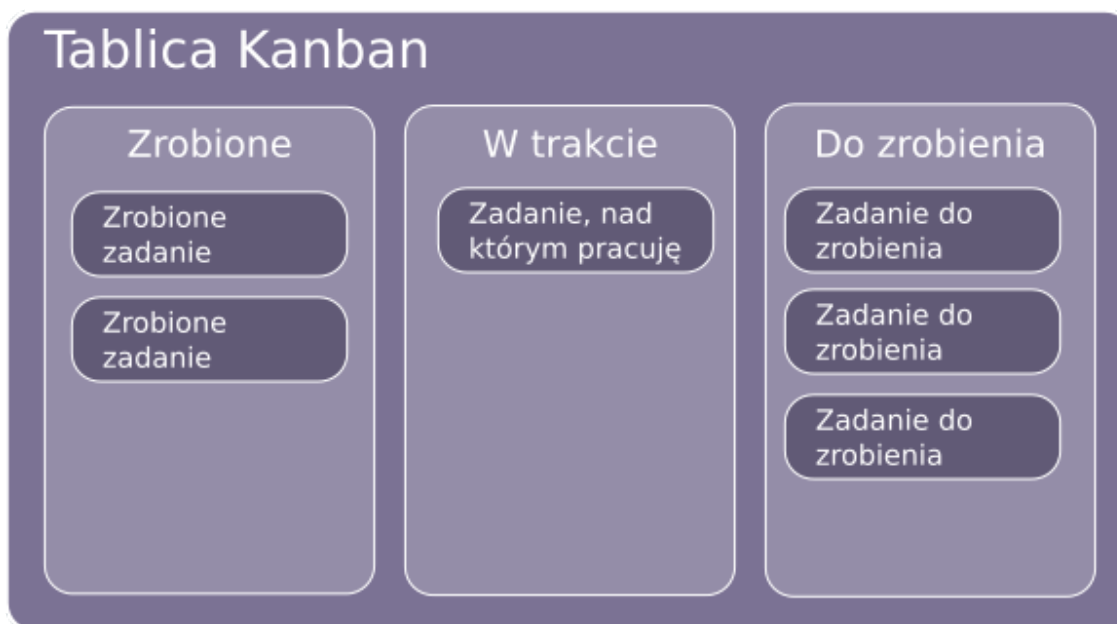 Tablica Kanban
Zrobione
Zrobione
zadanie
Zrobione
zadanie
W trakcie
Zadanie, nad
którym pracuję
Do zrobienia
Zadanie do
zrobienia
Zadanie do
zrobienia
Zadanie do
zrobienia